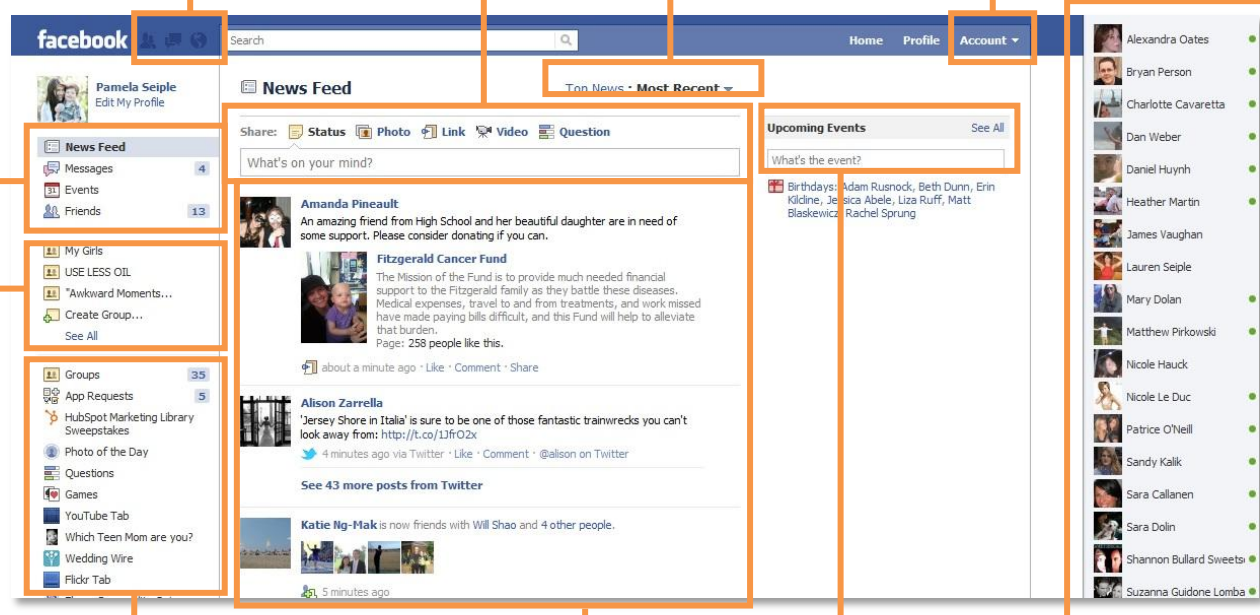 facebook
Search
Home Profile Account
Pamela Seiple
Edit My Profile
News Feed
Messages 4
Events
Friends 13
My Girls
USE LESS OIL
"Awkward Moments...
Create Group...
See All
Groups 35
App Requests 5
HubSpot Marketing Library
Sweepstakes
Photo of the Day
Questions
Games
YouTube Tab
Which Teen Mom are you?
Wedding Wire
Flickr Tab
News Feed
Top News · Most Recent
Share: Status Photo Link Video Question
What's on your mind?
Amanda Pineault
An amazing friend from High School and her beautiful daughter are in need of
some support. Please consider donating if you can.
Fitzgerald Cancer Fund
The Mission of the Fund is to provide much needed financial
support to the Fitzgerald family as they battle these diseases.
Medical expenses, travel to and from treatments, and work missed
have made paying bills difficult, and this Fund will help to alleviate
that burden.
Page: 258 people like this.
about a minute ago · Like · Comment · Share
Alison Zarrella
'Jersey Shore in Italia' is sure to be one of those fantastic trainwrecks you can't
look away from: http://t.co/1JfrO2x
4 minutes ago via Twitter · Like · Comment · @alison on Twitter
See 43 more posts from Twitter
Katie Ng-Mak is now friends with Will Shao and 4 other people.
5 minutes ago
Upcoming Events See All
What's the event?
Birthdays: Adam Rusnock, Beth Dunn, Erin
Kildine, Jessica Abele, Liza Ruff, Matt
Blaskewicz, Rachel Sprung
Alexandra Oates
Bryan Person
Charlotte Cavaretta
Dan Weber
Daniel Huynh
Heather Martin
James Vaughan
Lauren Seiple
Mary Dolan
Matthew Pirkowski
Nicole Hauck
Nicole Le Duc
Patrice O'Neill
Sandy Kalik
Sara Callanen
Sara Dolin
Shannon Bullard Sweets
Suzanna Guidone Lomba